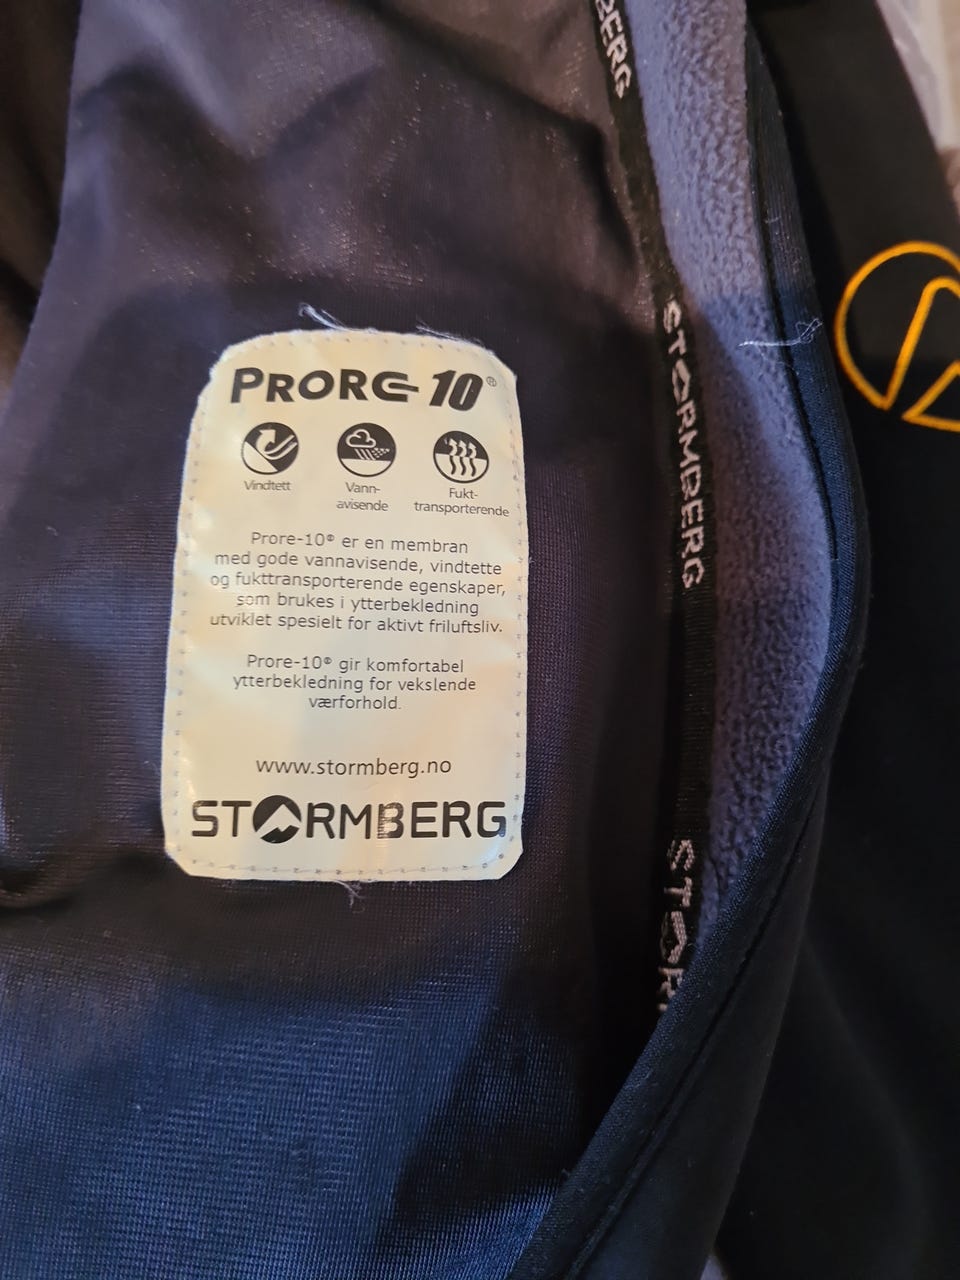 PRORE-10®
Vindtett
Vann-
avisende
Fukt-
transporterende
Prore-10® er en membran
med gode vannavisende, vindtette
og fukttransporterende egenskaper,
som brukes i ytterbekledning
utviklet spesielt for aktivt friluftsliv.
Prore-10® gir komfortabel
ytterbekledning for vekslende
værforhold.
www.stormberg.no
STORMBERG
BERG
STORMBERG
STOR